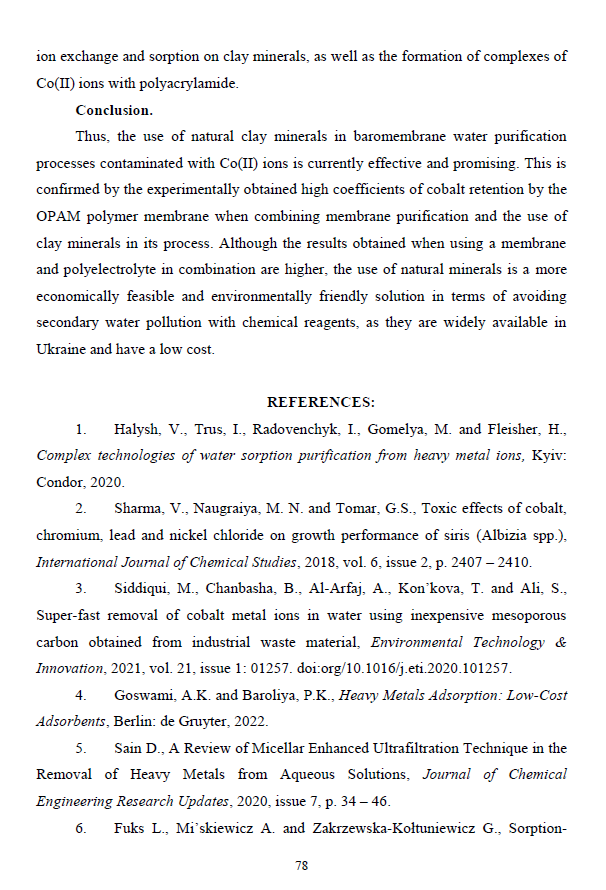 ion exchange and sorption on clay minerals, as well as the formation of complexes of
Co(II) ions with polyacrylamide.
Conclusion.
Thus, the use of natural clay minerals in baromembrane water purification
processes contaminated with Co(II) ions is currently effective and promising. This is
confirmed by the experimentally obtained high coefficients of cobalt retention by the
OPAM polymer membrane when combining membrane purification and the use of
clay minerals in its process. Although the results obtained when using a membrane
and polyelectrolyte in combination are higher, the use of natural minerals is a more
economically feasible and environmentally friendly solution in terms of avoiding
secondary water pollution with chemical reagents, as they are widely available in
Ukraine and have a low cost.
REFERENCES:
1. Halysh, V., Trus, I., Radovenchyk, I., Gomelya, M. and Fleisher, H.,
Complex technologies of water sorption purification from heavy metal ions, Kyiv:
Condor, 2020.
2. Sharma, V., Naugraiya, M. N. and Tomar, G.S., Toxic effects of cobalt,
chromium, lead and nickel chloride on growth performance of siris (Albizia spp.),
International Journal of Chemical Studies, 2018, vol. 6, issue 2, p. 2407 – 2410.
3. Siddiqui, M., Chanbasha, B., Al-Arfaj, A., Kon’kova, T. and Ali, S.,
Super-fast removal of cobalt metal ions in water using inexpensive mesoporous
carbon obtained from industrial waste material, Environmental Technology &
Innovation, 2021, vol. 21, issue 1: 01257. doi:org/10.1016/j.eti.2020.101257.
4. Goswami, A.K. and Baroliya, P.K., Heavy Metals Adsorption: Low-Cost
Adsorbents, Berlin: de Gruyter, 2022.
5. Sain D., A Review of Micellar Enhanced Ultrafiltration Technique in the
Removal of Heavy Metals from Aqueous Solutions, Journal of Chemical
Engineering Research Updates, 2020, issue 7, p. 34 – 46.
6. Fuks L., Mi’skiewicz A. and Zakrzewska-Kołtuniewicz G., Sorption-
78